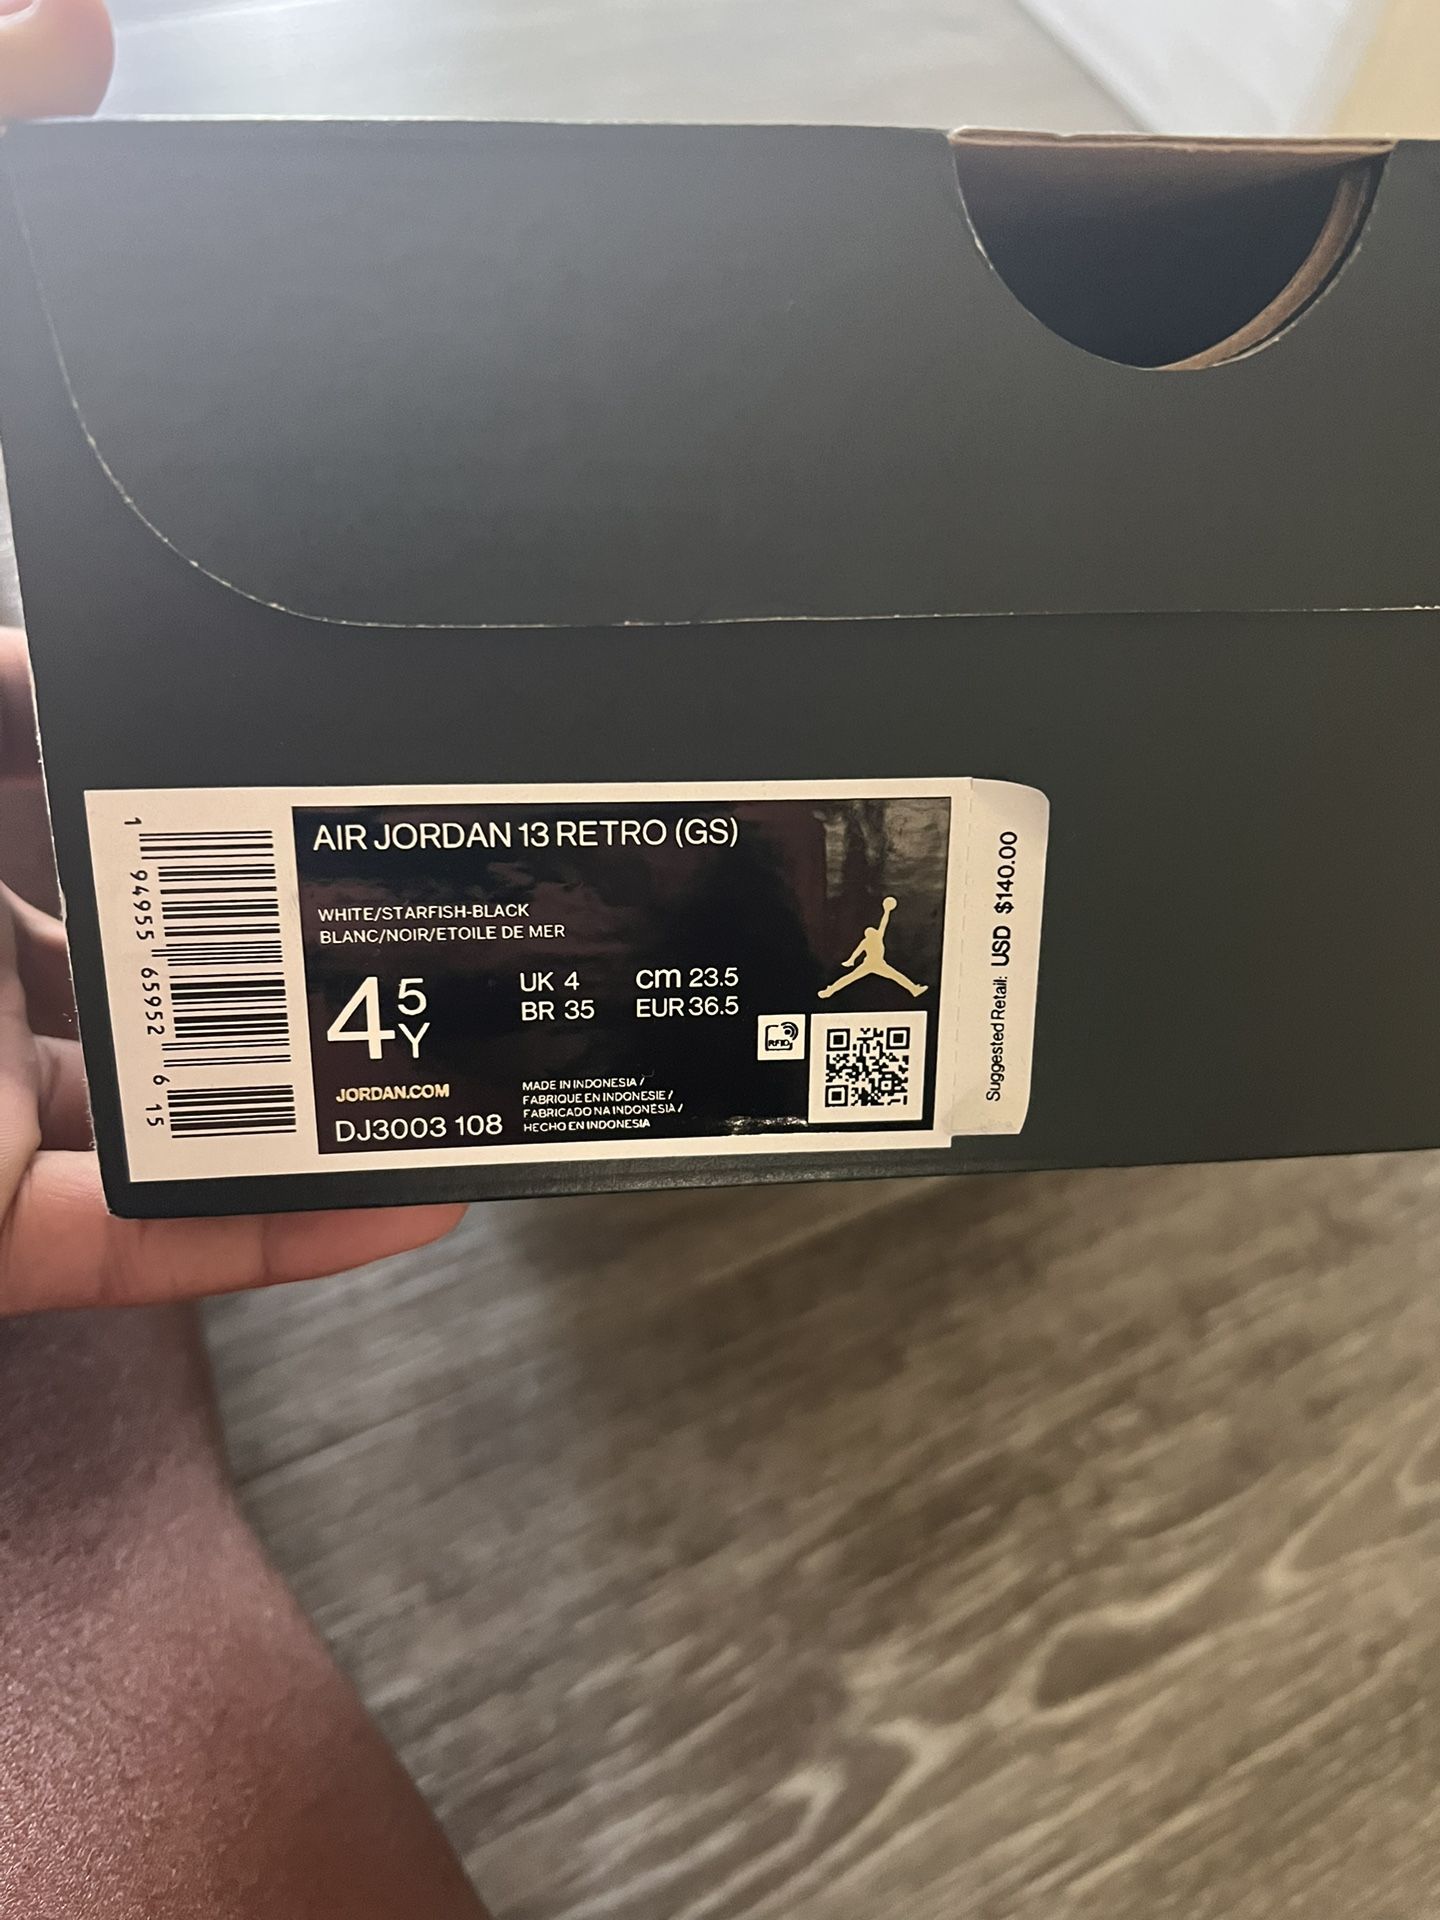 AIR JORDAN 13 RETRO (GS)
WHITE/STARFISH-BLACK
BLANC/NOIR/ETOILE DE MER
4 5 Y
UK 4
cm 23.5
BR 35
EUR 36.5
RFID
JORDAN.COM
DJ3003 108
MADE IN INDONESIA /
FABRIQUE EN INDONESIE /
FABRICADO NA INDONÉSIA /
HECHO EN INDONESIA
1 94955 65952 6 15
Suggested Retail: USD $140.00